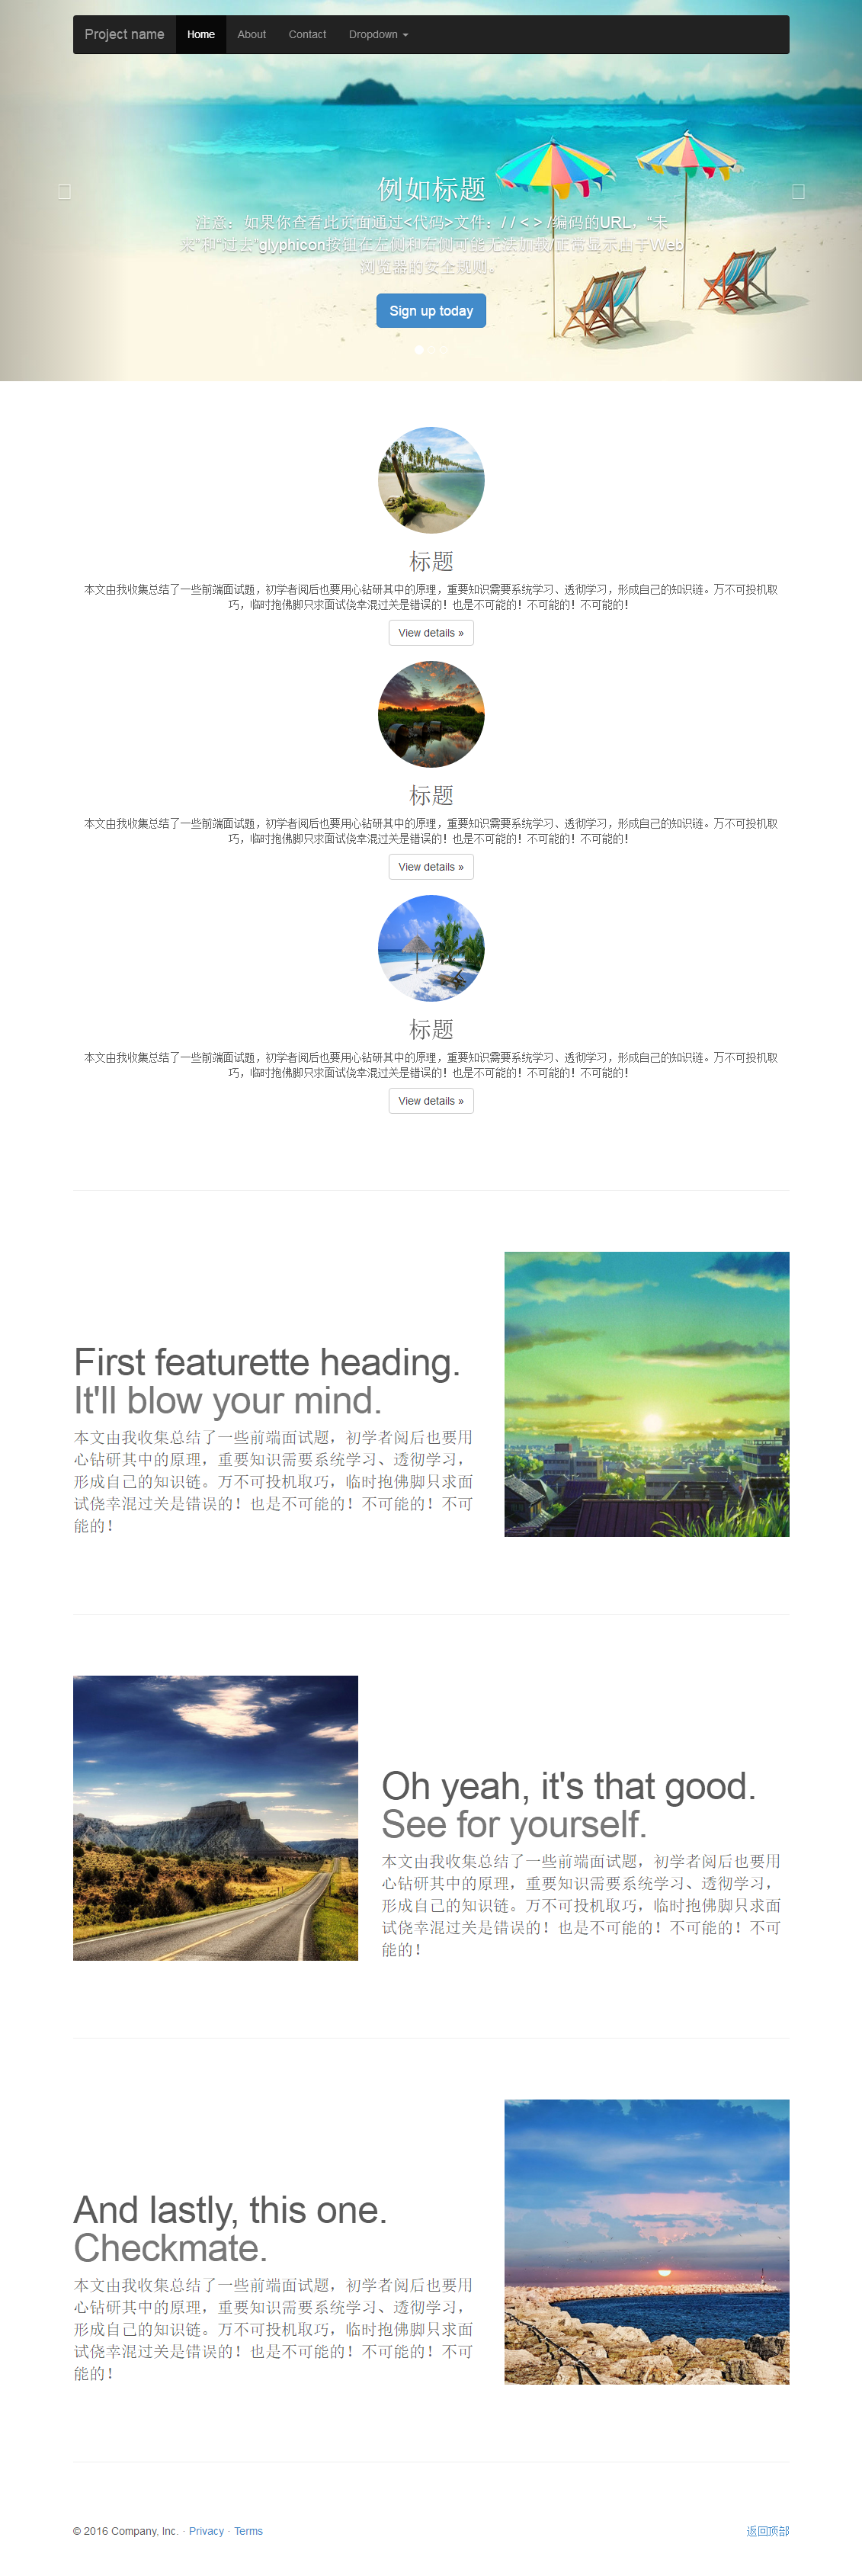 Project name Home About Contact Dropdown
例如标题
注意：如果你查看此页面通过<代码>文件：/ / < > /编码的URL，“未
来”和“过去”glyphicon按钮在左侧和右侧可能无法加载/正常显示由于Web
浏览器的安全规则。
Sign up today
标题
本文由我收集总结了一些前端面试题，初学者阅后也要用心钻研其中的原理，重要知识需要系统学习、透彻学习，形成自己的知识链。万不可投机取
巧，临时抱佛脚只求面试侥幸混过关是错误的！也是不可能的！不可能的！不可能的！
View details »
标题
本文由我收集总结了一些前端面试题，初学者阅后也要用心钻研其中的原理，重要知识需要系统学习、透彻学习，形成自己的知识链。万不可投机取
巧，临时抱佛脚只求面试侥幸混过关是错误的！也是不可能的！不可能的！不可能的！
View details »
标题
本文由我收集总结了一些前端面试题，初学者阅后也要用心钻研其中的原理，重要知识需要系统学习、透彻学习，形成自己的知识链。万不可投机取
巧，临时抱佛脚只求面试侥幸混过关是错误的！也是不可能的！不可能的！不可能的！
View details »
First featurette heading.
It'll blow your mind.
本文由我收集总结了一些前端面试题，初学者阅后也要用
心钻研其中的原理，重要知识需要系统学习、透彻学习，
形成自己的知识链。万不可投机取巧，临时抱佛脚只求面
试侥幸混过关是错误的！也是不可能的！不可能的！不可
能的！
Oh yeah, it's that good.
See for yourself.
本文由我收集总结了一些前端面试题，初学者阅后也要用
心钻研其中的原理，重要知识需要系统学习、透彻学习，
形成自己的知识链。万不可投机取巧，临时抱佛脚只求面
试侥幸混过关是错误的！也是不可能的！不可能的！不可
能的！
And lastly, this one.
Checkmate.
本文由我收集总结了一些前端面试题，初学者阅后也要用
心钻研其中的原理，重要知识需要系统学习、透彻学习，
形成自己的知识链。万不可投机取巧，临时抱佛脚只求面
试侥幸混过关是错误的！也是不可能的！不可能的！不可
能的！
© 2016 Company, Inc. · Privacy · Terms 返回顶部